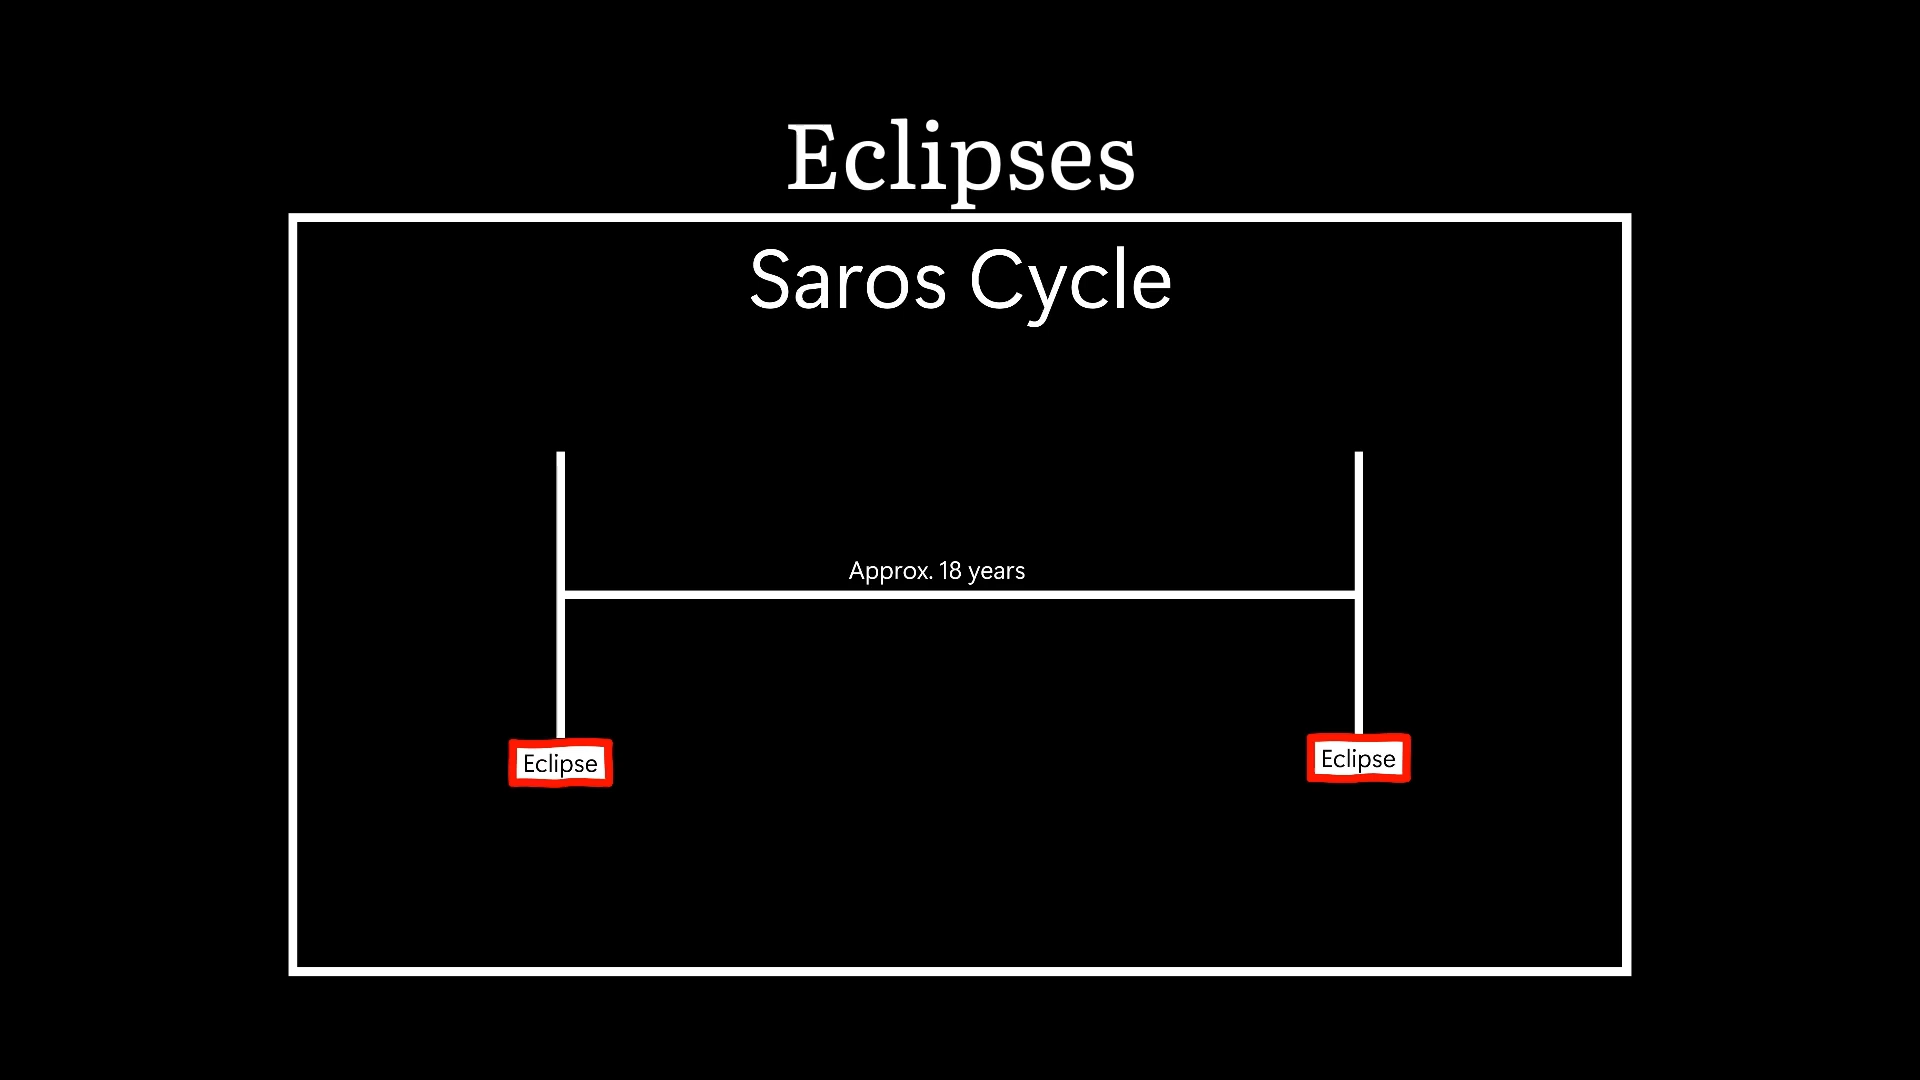 Eclipses
Saros Cycle
Approx. 18 years
Eclipse
Eclipse